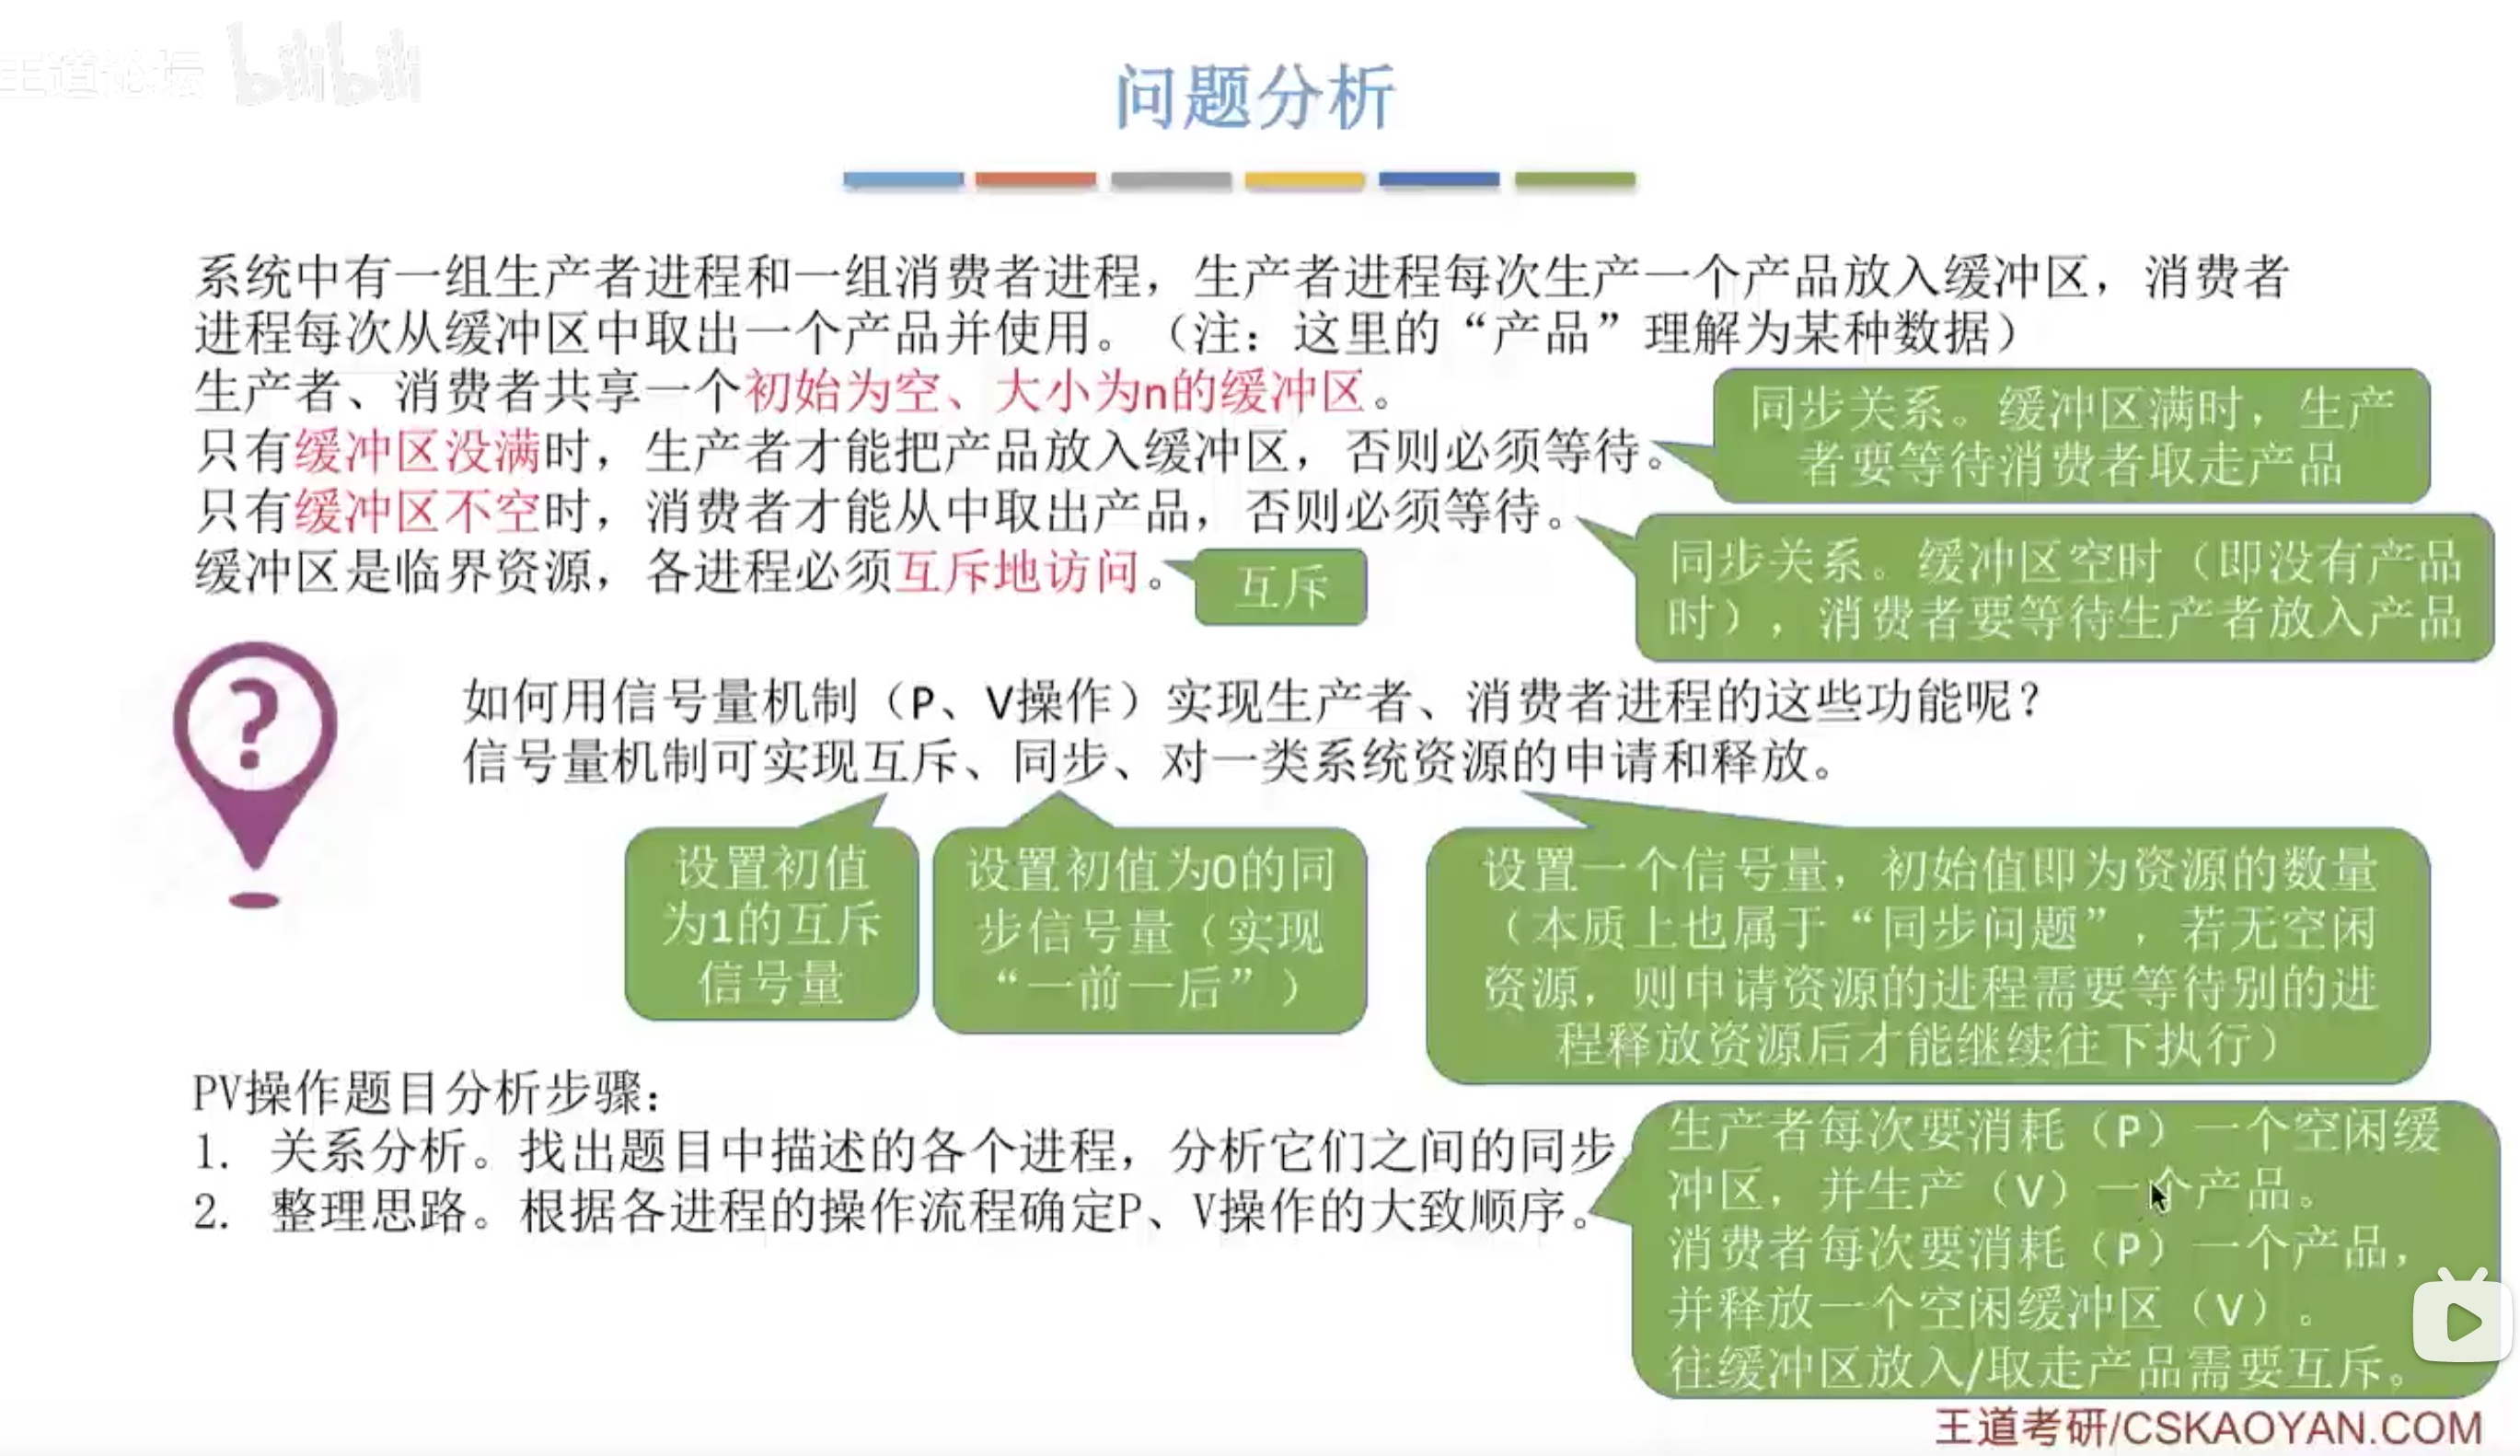 王道论坛 bilibili
问题分析
系统中有一组生产者进程和一组消费者进程，生产者进程每次生产一个产品放入缓冲区，消费者
进程每次从缓冲区中取出一个产品并使用。（注：这里的“产品”理解为某种数据）
生产者、消费者共享一个初始为空、大小为n的缓冲区。
只有缓冲区没满时，生产者才能把产品放入缓冲区，否则必须等待。
同步关系。缓冲区满时，生产
者要等待消费者取走产品
只有缓冲区不空时，消费者才能从中取出产品，否则必须等待。
同步关系。缓冲区空时（即没有产品
时），消费者要等待生产者放入产品
缓冲区是临界资源，各进程必须互斥地访问。
互斥
?
如何用信号量机制（P、V操作）实现生产者、消费者进程的这些功能呢？
信号量机制可实现互斥、同步、对一类系统资源的申请和释放。
设置初值
为1的互斥
信号量
设置初值为0的同
步信号量（实现
“一前一后”）
设置一个信号量，初始值即为资源的数量
（本质上也属于“同步问题”，若无空闲
资源，则申请资源的进程需要等待别的进
程释放资源后才能继续往下执行）
PV操作题目分析步骤：
1. 关系分析。找出题目中描述的各个进程，分析它们之间的同步
2. 整理思路。根据各进程的操作流程确定P、V操作的大致顺序。
生产者每次要消耗（P）一个空闲缓
冲区，并生产（V）一个产品。
消费者每次要消耗（P）一个产品，
并释放一个空闲缓冲区（V）。
往缓冲区放入/取走产品需要互斥。
王道考研/CSKAOYAN.COM